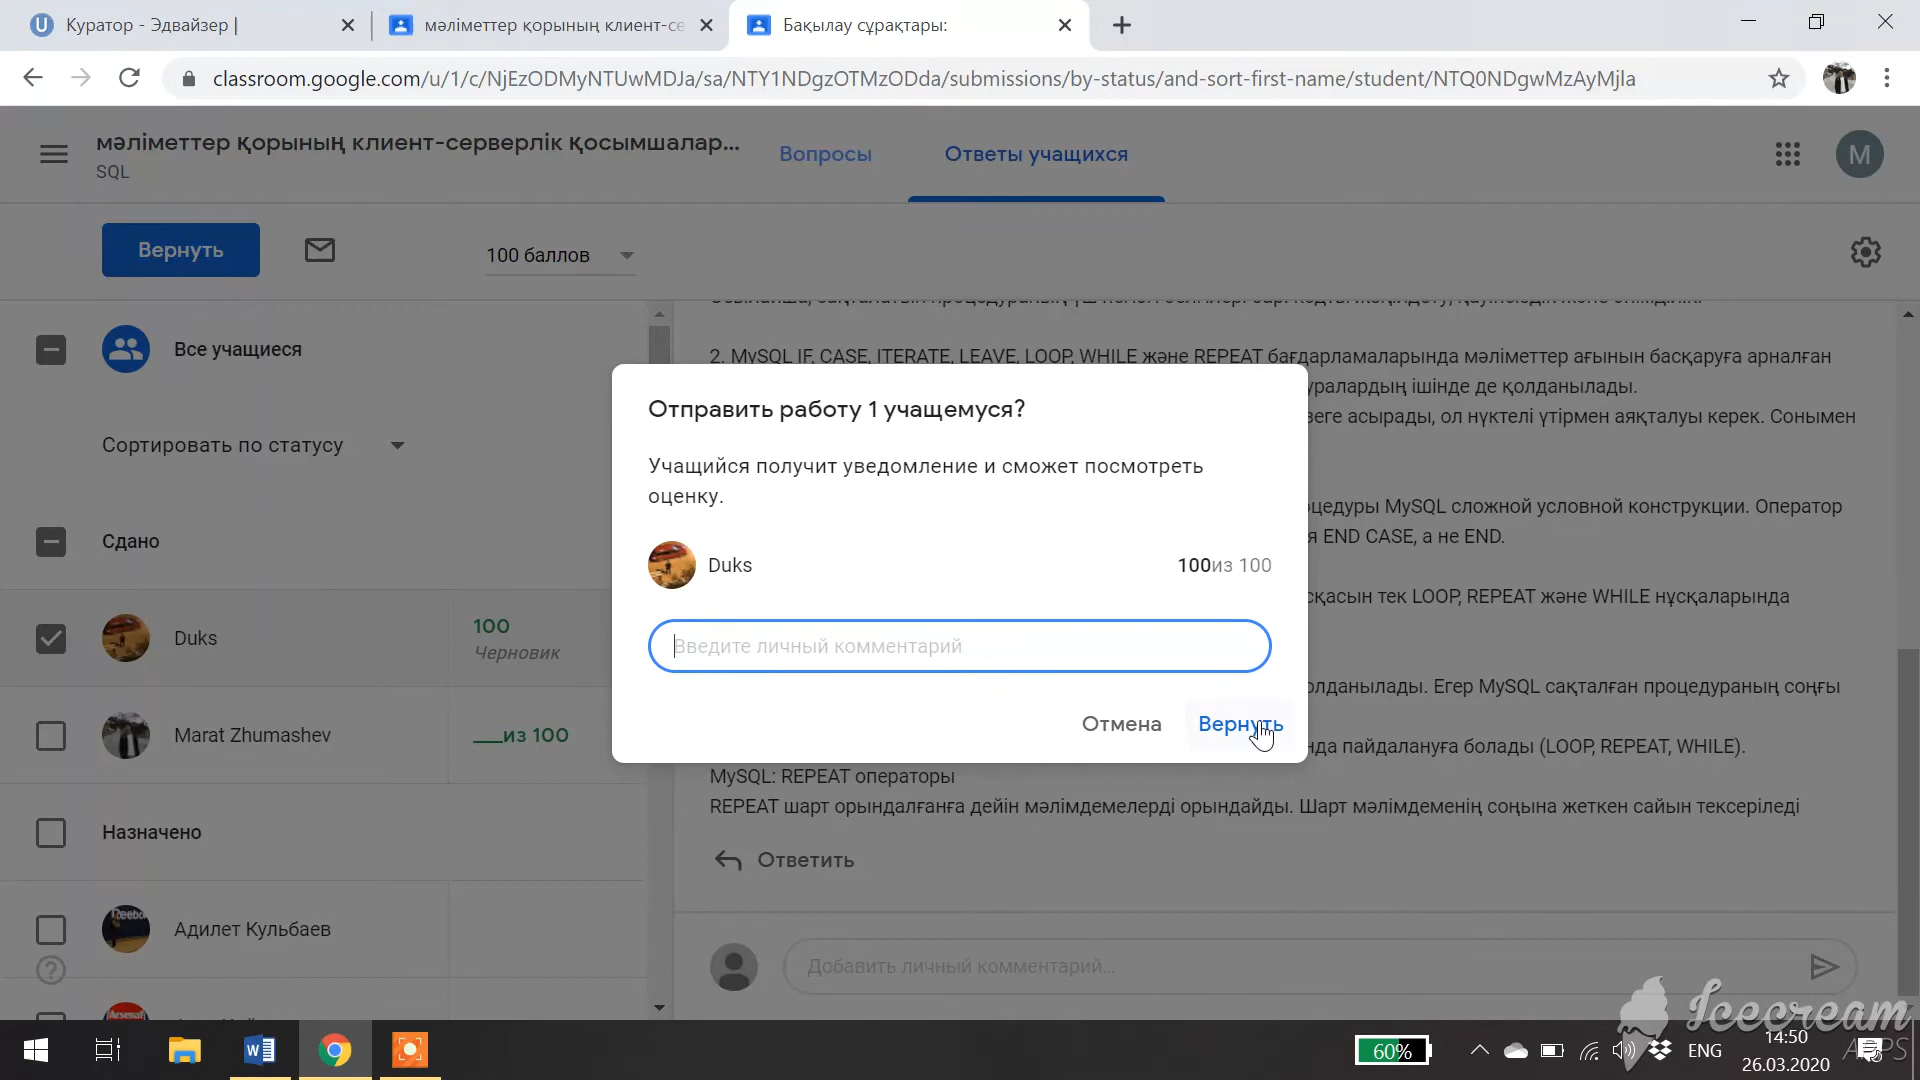 Куратор - Эдвайзер |
мәліметтер қорының клиент-се
Бақылау сұрақтары:
classroom.google.com/u/1/c/NjEzODMyNTUwMDJa/sa/NTY1NDgzOTMzODda/submissions/by-status/and-sort-first-name/student/NTQ0NDgwMzAyMjla
мәліметтер қорының клиент-серверлік қосымшалар...
SQL
Вопросы
Ответы учащихся
M
Вернуть
100 баллов
Все учащиеся
Сортировать по статусу
Сдано
Duks
100
Черновик
Marat Zhumashev
___из 100
Назначено
Адилет Кульбаев
2. MySQL IF, CASE, ITERATE, LEAVE, LOOP, WHILE және REPEAT бағдарламаларында мәліметтер ағынын басқаруға арналған
ішінде де қолданылады.
асырады, ол нүктелі үтірмен аяқталуы керек. Сонымен
MySQL сложной условной конструкции. Оператор
END CASE, а не END.
тек LOOP, REPEAT және WHILE нұсқаларында
Егер MySQL сақталған процедураның соңғы
пайдалануға болады (LOOP, REPEAT, WHILE).
MySQL: REPEAT операторы
REPEAT шарт орындалғанға дейін мәлімдемелерді орындайды. Шарт мәлімдеменің соңына жеткен сайын тексеріледі
Ответить
Добавить личный комментарий...
Отправить работу 1 учащемуся?
Учащийся получит уведомление и сможет посмотреть
оценку.
Duks
100из 100
Введите личный комментарий
Отмена
Вернуть
Icecream
APPS
60%
ENG
14:50
26.03.2020